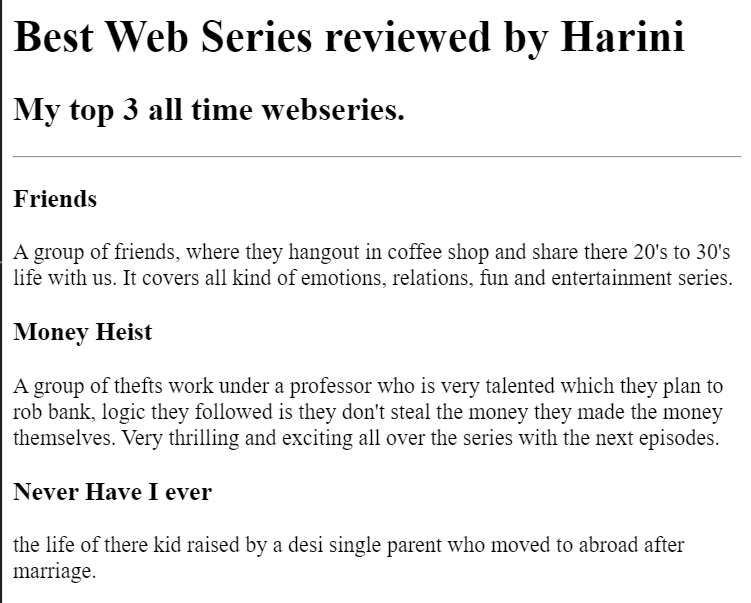 Best Web Series reviewed by Harini
My top 3 all time webseries.
Friends
A group of friends, where they hangout in coffee shop and share there 20's to 30's
life with us. It covers all kind of emotions, relations, fun and entertainment series.
Money Heist
A group of thefts work under a professor who is very talented which they plan to
rob bank, logic they followed is they don't steal the money they made the money
themselves. Very thrilling and exciting all over the series with the next episodes.
Never Have I ever
the life of there kid raised by a desi single parent who moved to abroad after
marriage.